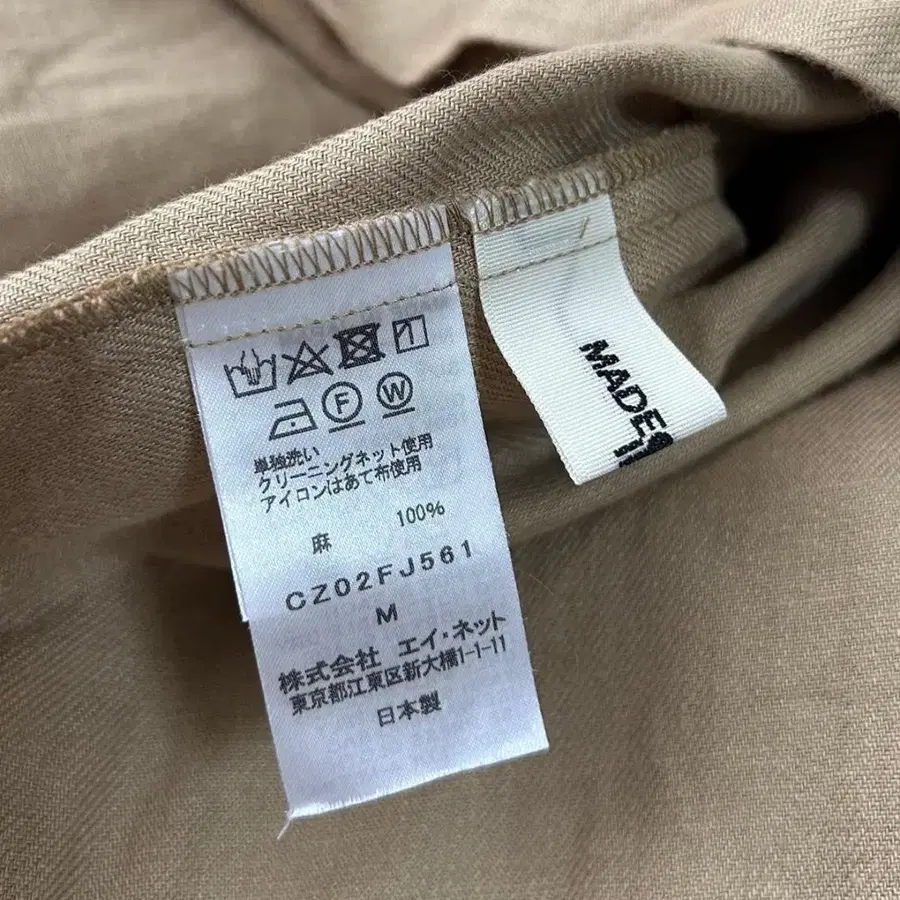 F W
単独洗い
クリーニングネット使用
アイロンはあて布使用
麻 100%
CZ02FJ561
M
株式会社 エイ・ネット
東京都江東区新大橋1-1-11
日本製
MADE